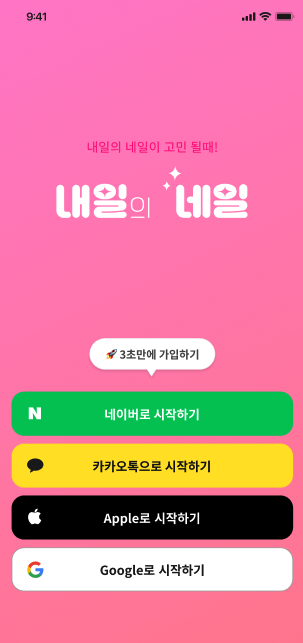 9:41
내일의 네일이 고민 될때!
내일의 네일
🚀 3초만에 가입하기
N 네이버로 시작하기
카카오톡으로 시작하기
Apple로 시작하기
Google로 시작하기